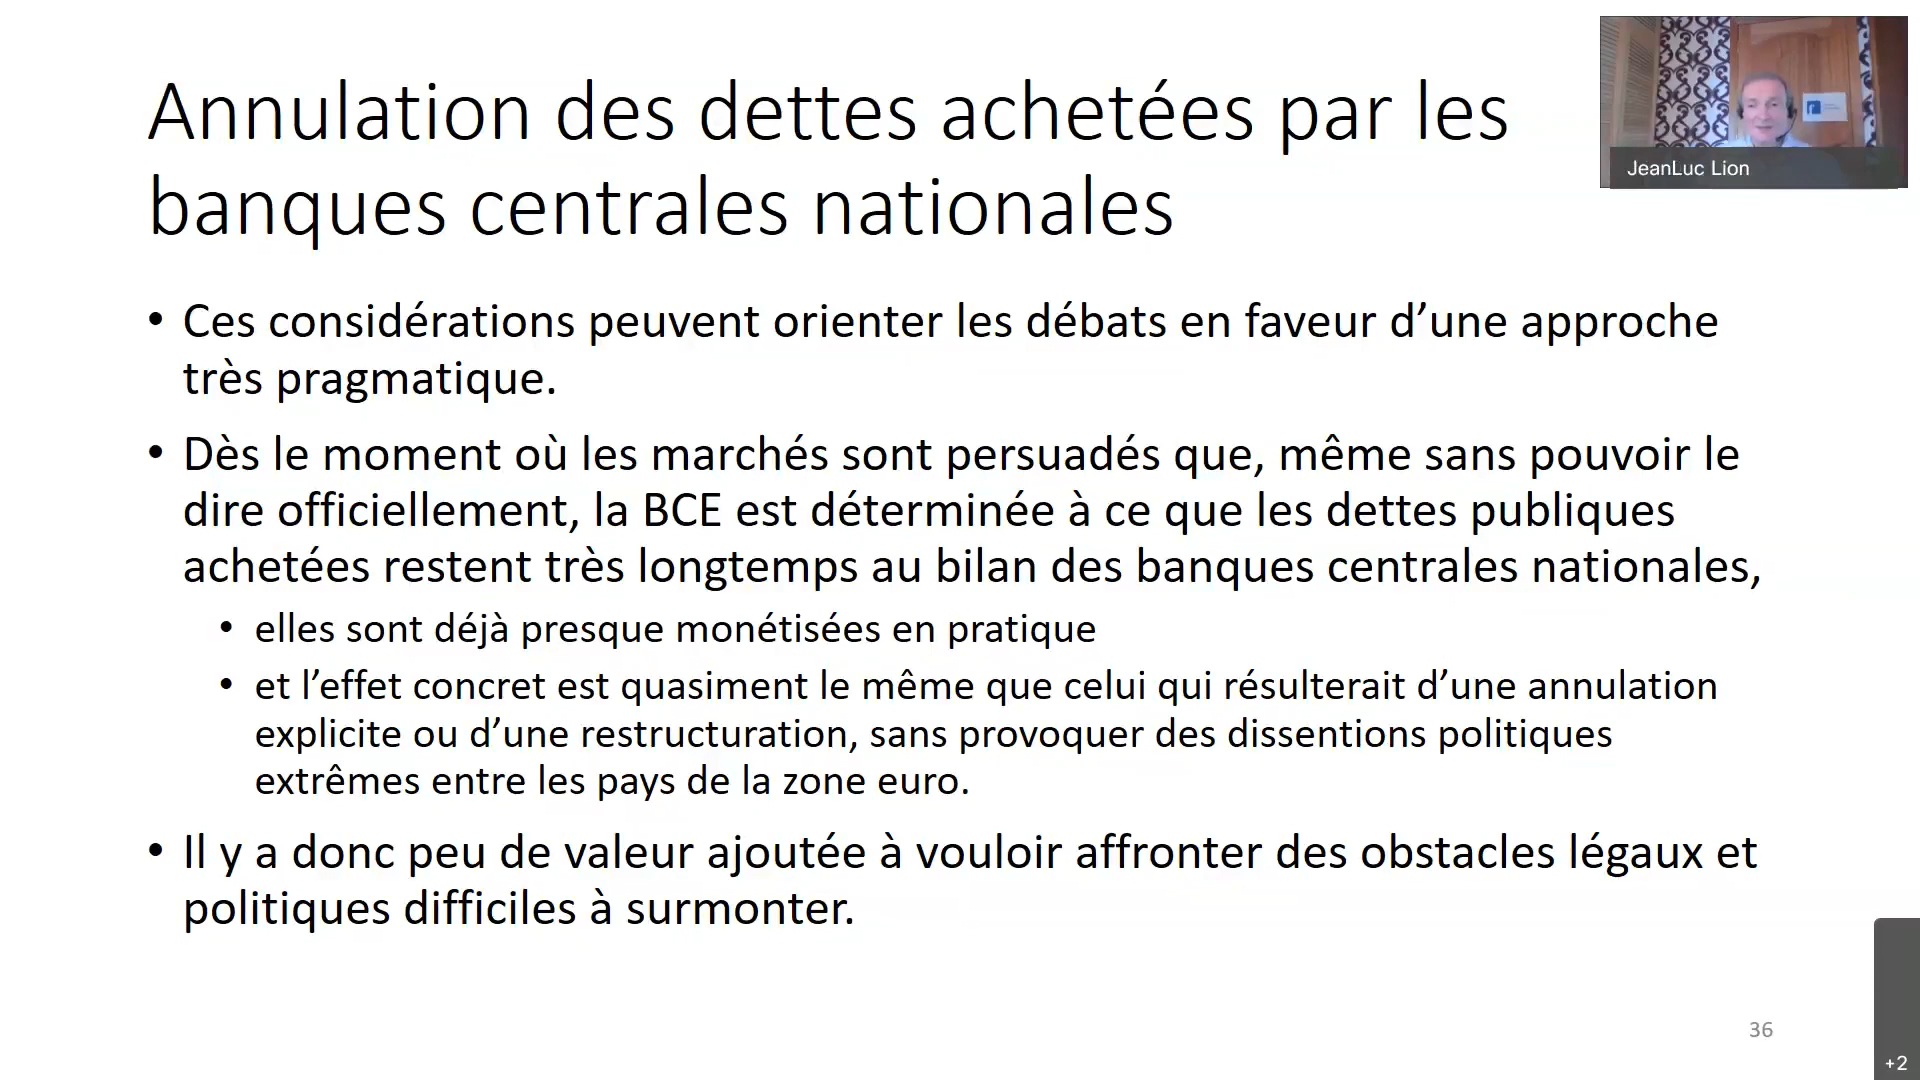 Annulation des dettes achetées par les
banques centrales nationales
JeanLuc Lion
• Ces considérations peuvent orienter les débats en faveur d’une approche
très pragmatique.
• Dès le moment où les marchés sont persuadés que, même sans pouvoir le
dire officiellement, la BCE est déterminée à ce que les dettes publiques
achetées restent très longtemps au bilan des banques centrales nationales,
• elles sont déjà presque monétisées en pratique
• et l’effet concret est quasiment le même que celui qui résulterait d’une annulation
explicite ou d’une restructuration, sans provoquer des dissentions politiques
extrêmes entre les pays de la zone euro.
• Il y a donc peu de valeur ajoutée à vouloir affronter des obstacles légaux et
politiques difficiles à surmonter.
36
+2